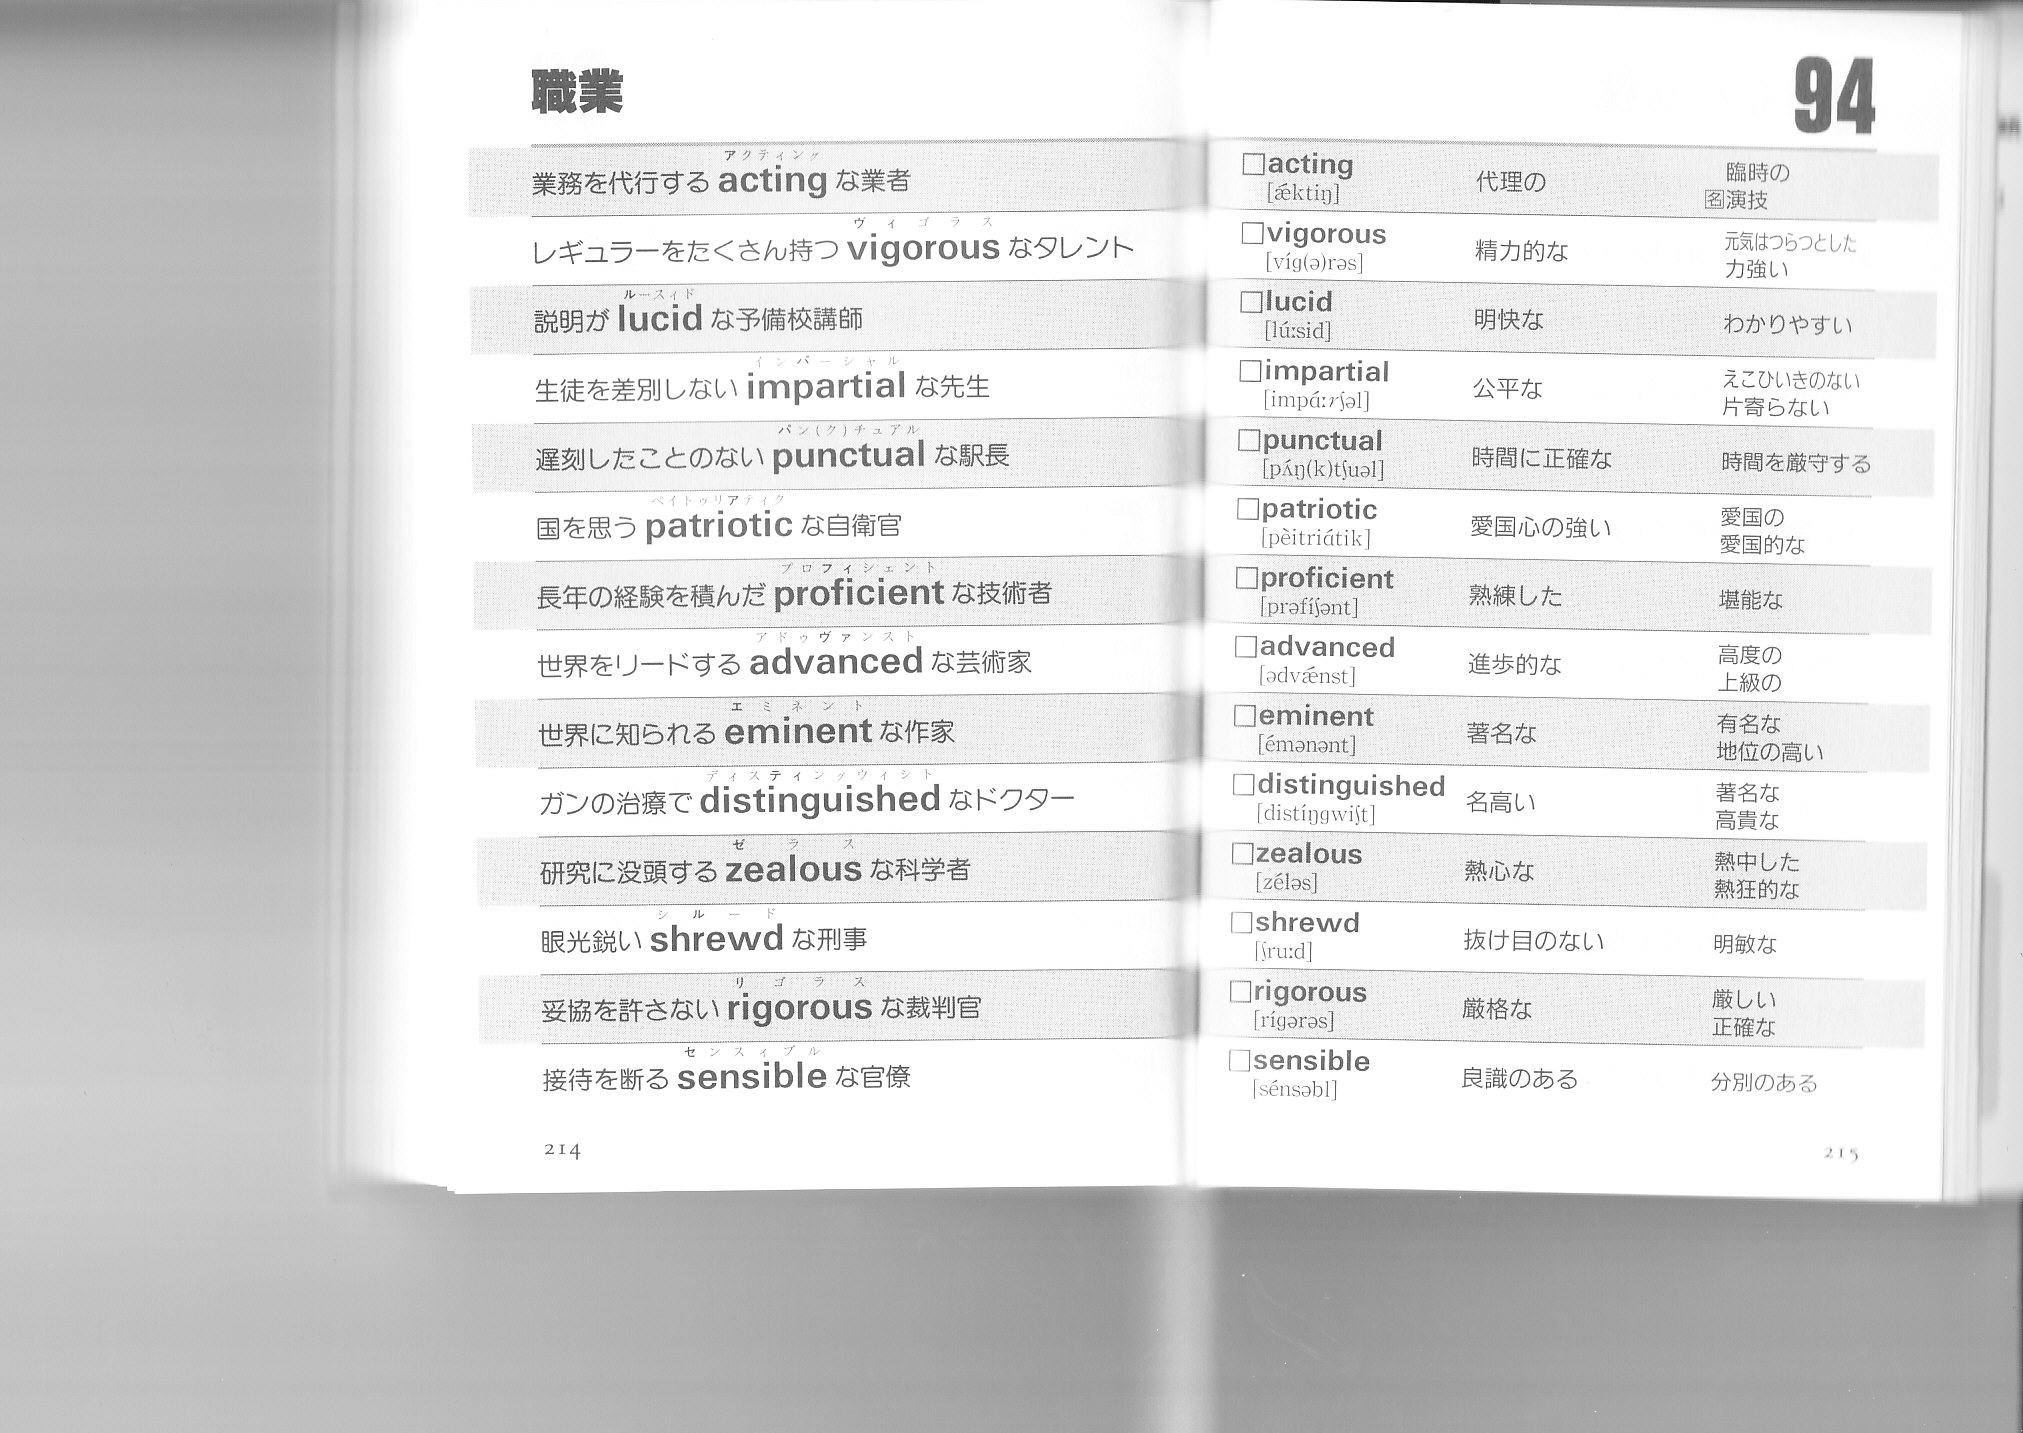 職業
アクティング
業務を代行する acting な業者
ヴィゴラス
レギュラーをたくさん持つ vigorous なタレント
ルースィド
説明が lucid な予備校講師
インパーシャル
生徒を差別しない impartial な先生
パン(ク)チュアル
遅刻したことのない punctual な駅長
ペイトゥリアティク
国を思う patriotic な自衛官
プロフィシェント
長年の経験を積んだ proficient な技術者
アドゥヴァンスト
世界をリードする advanced な芸術家
エミネント
世界に知られる eminent な作家
ディスティングウィシト
ガンの治療で distinguished なドクター
ゼラス
研究に没頭する zealous な科学者
シルード
眼光鋭い shrewd な刑事
リゴラス
妥協を許さない rigorous な裁判官
センスィブル
接待を断る sensible な官僚
214
94
□acting 代理の 臨時の
[ǽktiŋ] 名演技
□vigorous 精力的な 元気はつらつとした
[víg(ə)rəs] 力強い
□lucid 明快な わかりやすい
[lúːsid]
□impartial 公平な えこひいきのない
[impάːrʃəl] 片寄らない
□punctual 時間に正確な 時間を厳守する
[pʌ́ŋ(k)tʃuəl]
□patriotic 愛国心の強い 愛国の
[pèitriάtik] 愛国的な
□proficient 熟練した 堪能な
[prəfíʃənt]
□advanced 進歩的な 高度の
[ədvǽnst] 上級の
□eminent 著名な 有名な
[émənənt] 地位の高い
□distinguished 名高い 著名な
[distíŋgwiʃt] 高貴な
□zealous 熱心な 熱中した
[zéləs] 熱狂的な
□shrewd 抜け目のない 明敏な
[ʃruːd]
□rigorous 厳格な 厳しい
[rígərəs] 正確な
□sensible 良識のある 分別のある
[sénsəbl]
215